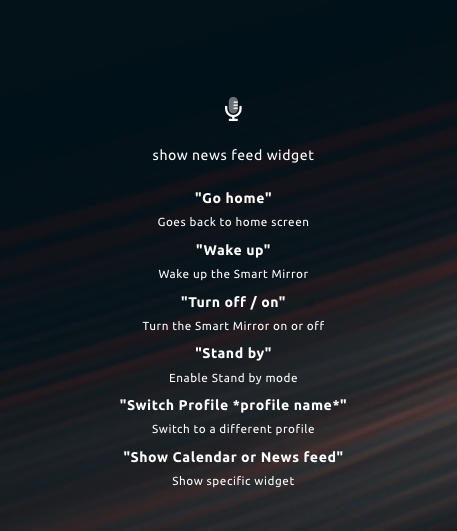 show news feed widget
"Go home"
Goes back to home screen
"Wake up"
Wake up the Smart Mirror
"Turn off / on"
Turn the Smart Mirror on or off
"Stand by"
Enable Stand by mode
"Switch Profile *profile name*"
Switch to a different profile
"Show Calendar or News feed"
Show specific widget